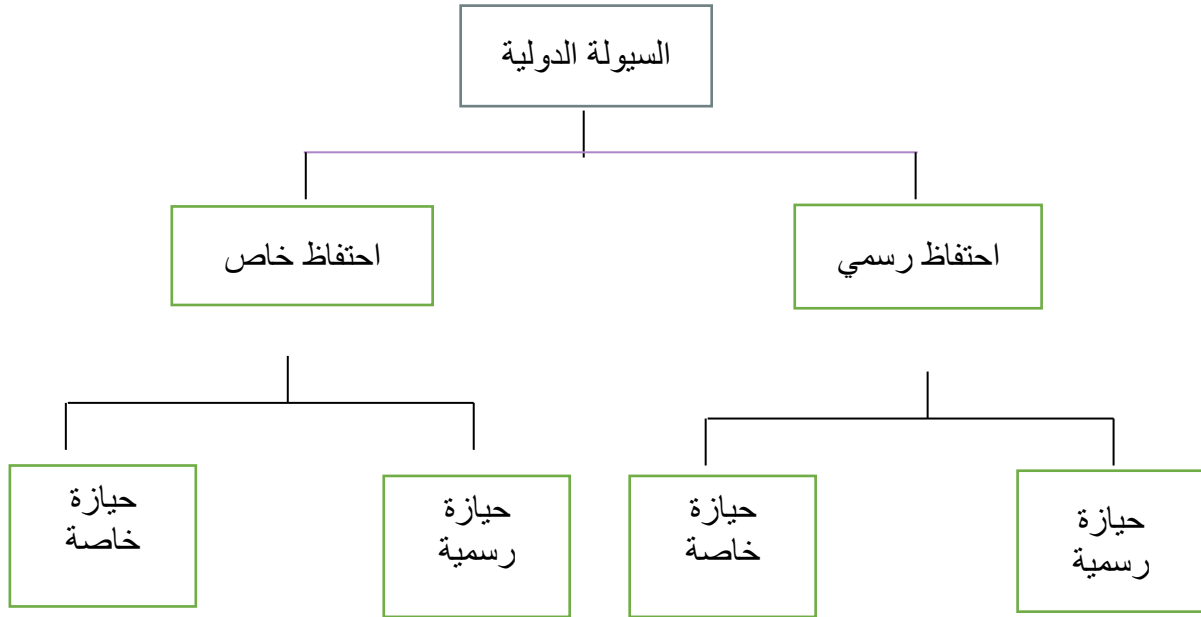 السيولة الدولية
احتفاظ رسمي
احتفاظ خاص
حيازة
رسمية
حيازة
خاصة
حيازة
رسمية
حيازة
خاصة